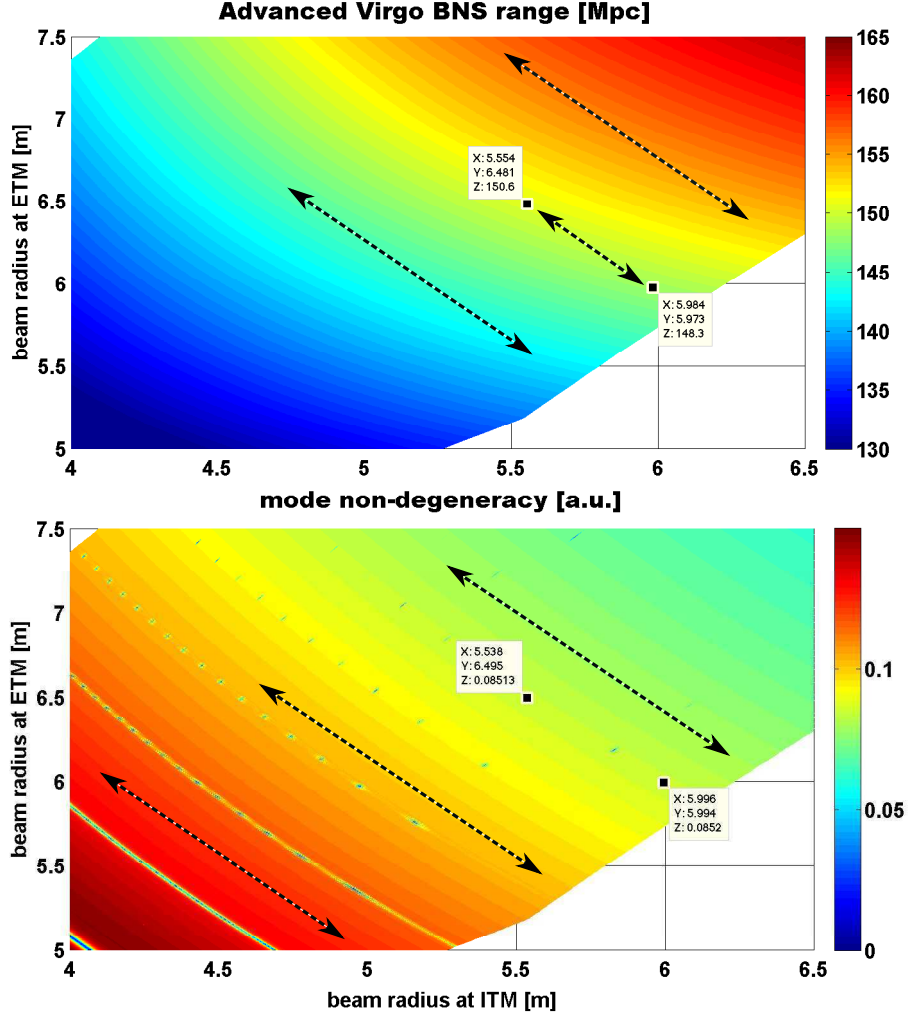 Advanced Virgo BNS range [Mpc]
7.5
7
6.5
6
5.5
5
beam radius at ETM [m]
4
4.5
5
5.5
6
6.5
165
160
155
150
145
140
135
130
X: 5.554
Y: 6.481
Z: 150.6
X: 5.984
Y: 5.973
Z: 148.3
mode non-degeneracy [a.u.]
7.5
7
6.5
6
5.5
5
beam radius at ETM [m]
4
4.5
5
5.5
6
6.5
beam radius at ITM [m]
0.1
0.05
0
X: 5.538
Y: 6.495
Z: 0.08513
X: 5.996
Y: 5.994
Z: 0.0852